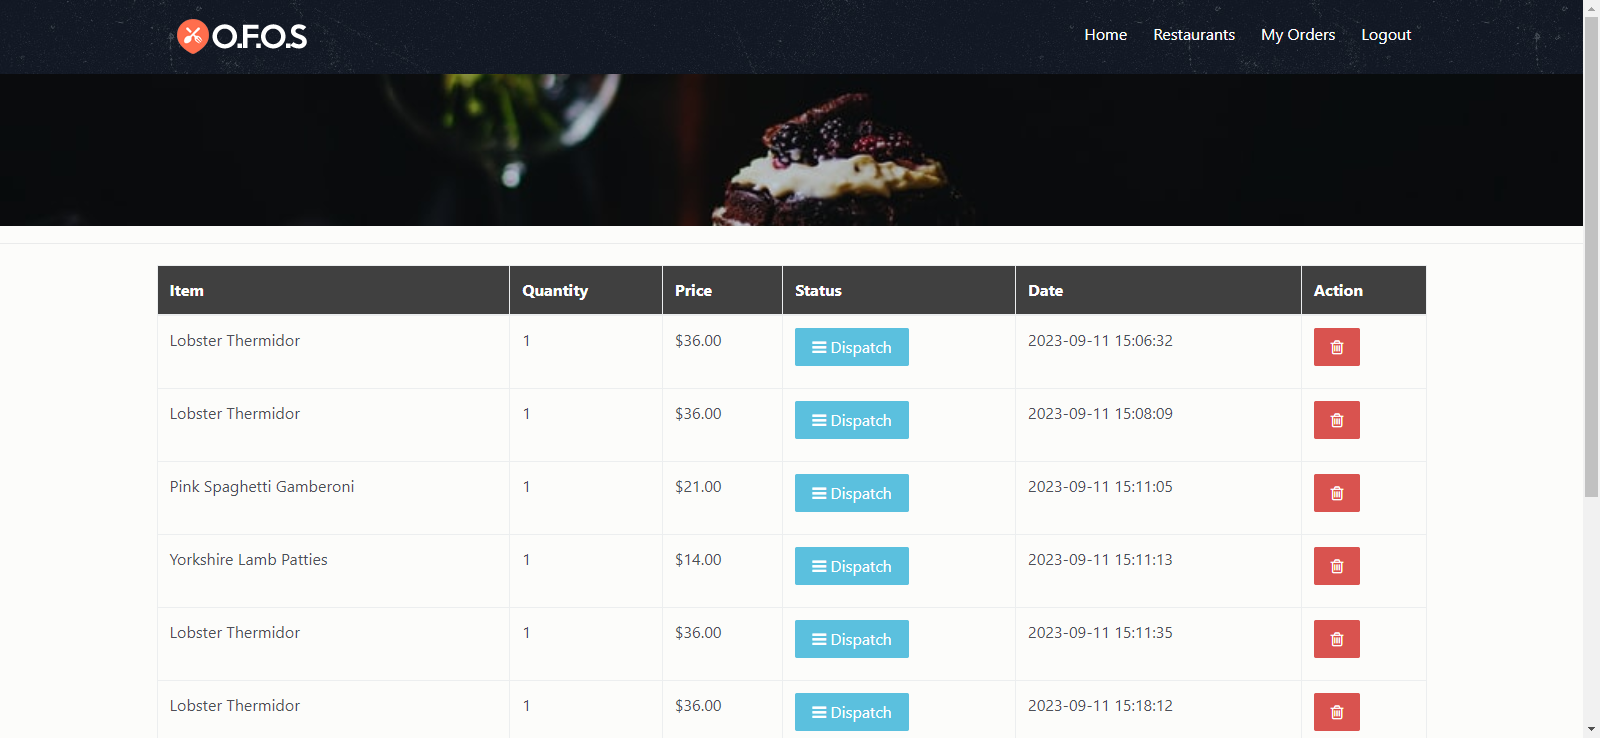 O.F.O.S
Home Restaurants My Orders Logout
Item Quantity Price Status Date Action
Lobster Thermidor 1 $36.00 Dispatch 2023-09-11 15:06:32
Lobster Thermidor 1 $36.00 Dispatch 2023-09-11 15:08:09
Pink Spaghetti Gamberoni 1 $21.00 Dispatch 2023-09-11 15:11:05
Yorkshire Lamb Patties 1 $14.00 Dispatch 2023-09-11 15:11:13
Lobster Thermidor 1 $36.00 Dispatch 2023-09-11 15:11:35
Lobster Thermidor 1 $36.00 Dispatch 2023-09-11 15:18:12